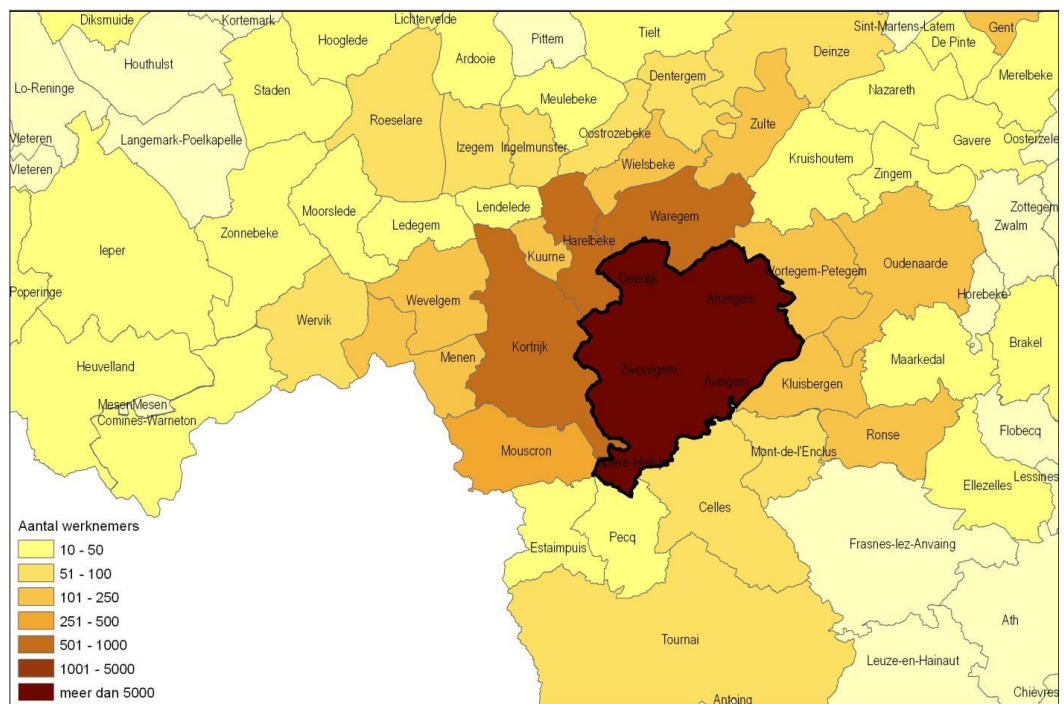 Diksmuide
Kortemark
Lichtervelde
Pittem
Tielt
Sint-Martens-Latem
Gent
De Pinte
Hooglede
Ardooie
Deinze
Houthulst
Merelbeke
Lo-Reninge
Staden
Dentergem
Nazareth
Meulebeke
Roeselare
Zulte
Vleteren
Langemark-Poelkapelle
Izegem
Ingelmunster
Oostrozebeke
Gavere
Oosterzele
Vleteren
Wielsbeke
Kruishoutem
Zingem
Moorslede
Lendelede
Zottegem
Ieper
Zonnebeke
Ledegem
Waregem
Zwalm
Harelbeke
Kuurne
Oudenaarde
Wortegem-Petegem
Deerlijk
Poperinge
Wevelgem
Anzegem
Horebeke
Wervik
Kortrijk
Brakel
Menen
Maarkedal
Heuvelland
Zwevegem
Avelgem
Kluisbergen
MesenMesen
Comines-Warneton
Flobecq
Mouscron
Mont-de-l'Enclus
Ronse
Lessines
Ellezelles
Celles
Pecq
Estaimpuis
Frasnes-lez-Anvaing
Ath
Tournai
Leuze-en-Hainaut
Chièvres
Antoing
Aantal werknemers
10 - 50
51 - 100
101 - 250
251 - 500
501 - 1000
1001 - 5000
meer dan 5000